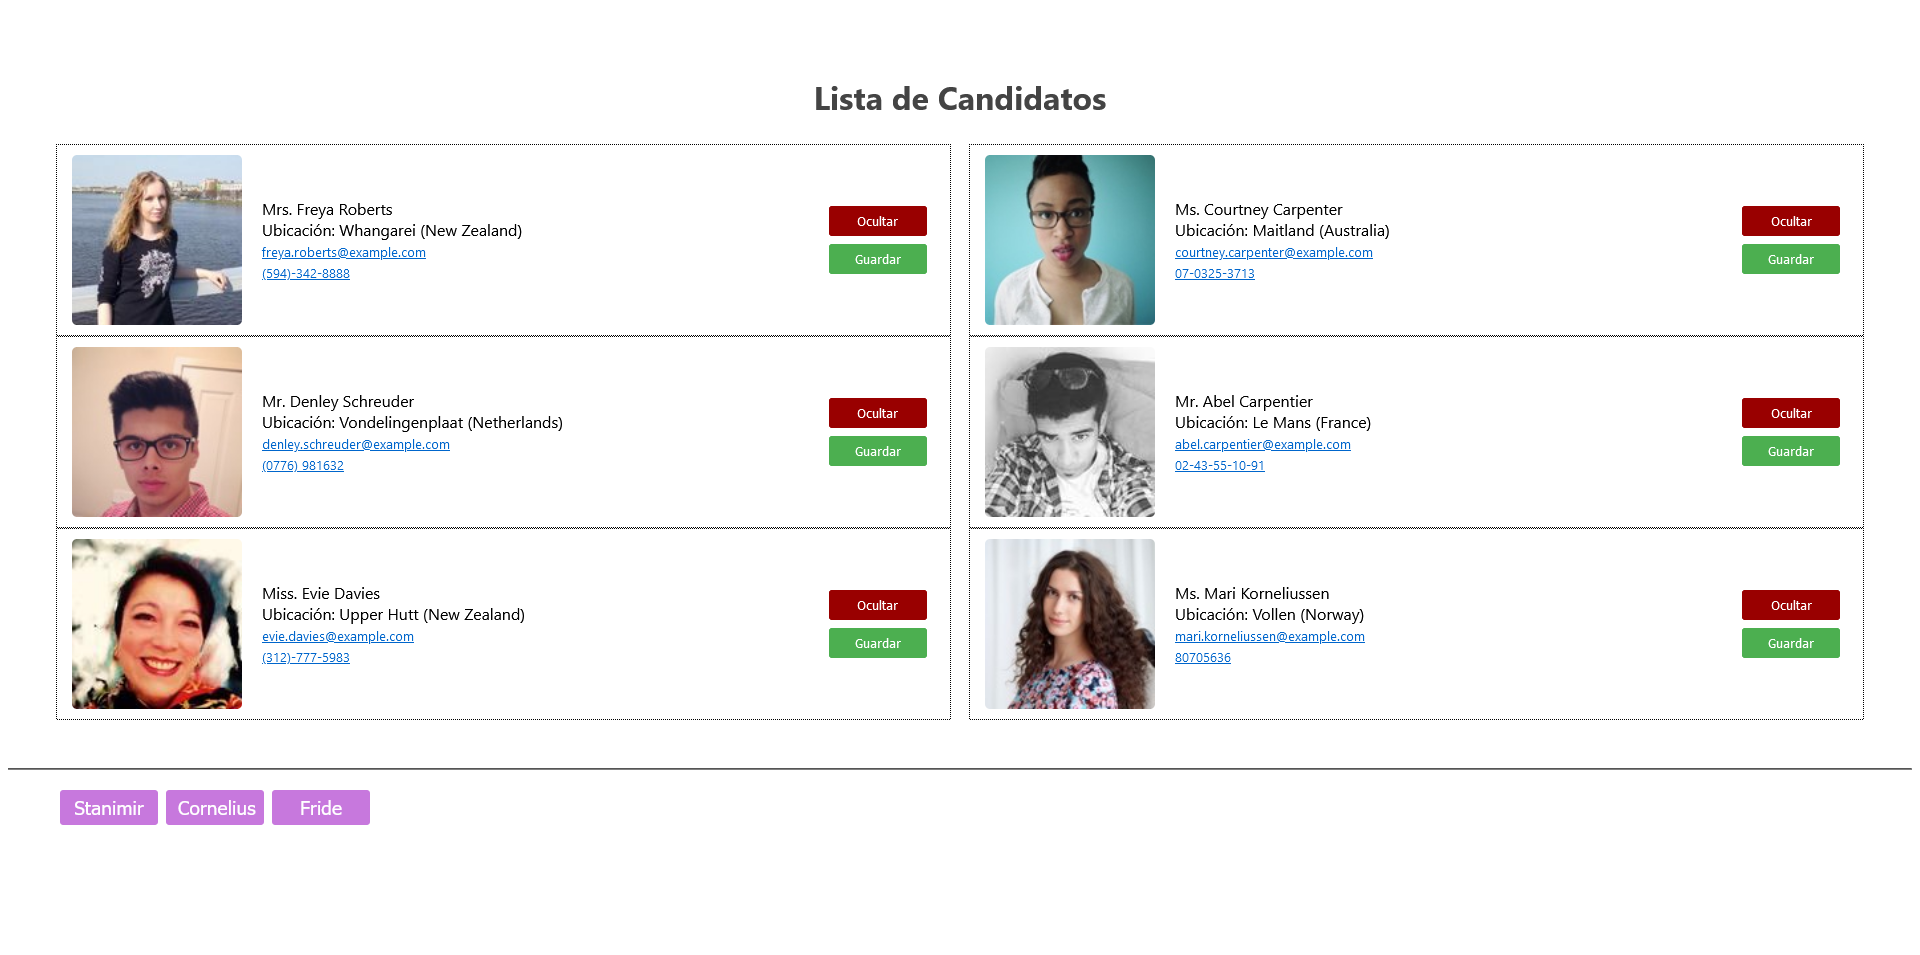 Lista de Candidatos
Mrs. Freya Roberts
Ubicación: Whangarei (New Zealand)
freya.roberts@example.com
(594)-342-8888
Ocultar
Guardar
Ms. Courtney Carpenter
Ubicación: Maitland (Australia)
courtney.carpenter@example.com
07-0325-3713
Ocultar
Guardar
Mr. Denley Schreuder
Ubicación: Vondelingenplaat (Netherlands)
denley.schreuder@example.com
(0776) 981632
Ocultar
Guardar
Mr. Abel Carpentier
Ubicación: Le Mans (France)
abel.carpentier@example.com
02-43-55-10-91
Ocultar
Guardar
Miss. Evie Davies
Ubicación: Upper Hutt (New Zealand)
evie.davies@example.com
(312)-777-5983
Ocultar
Guardar
Ms. Mari Korneliussen
Ubicación: Vollen (Norway)
mari.korneliussen@example.com
80705636
Ocultar
Guardar
Stanimir
Cornelius
Fride